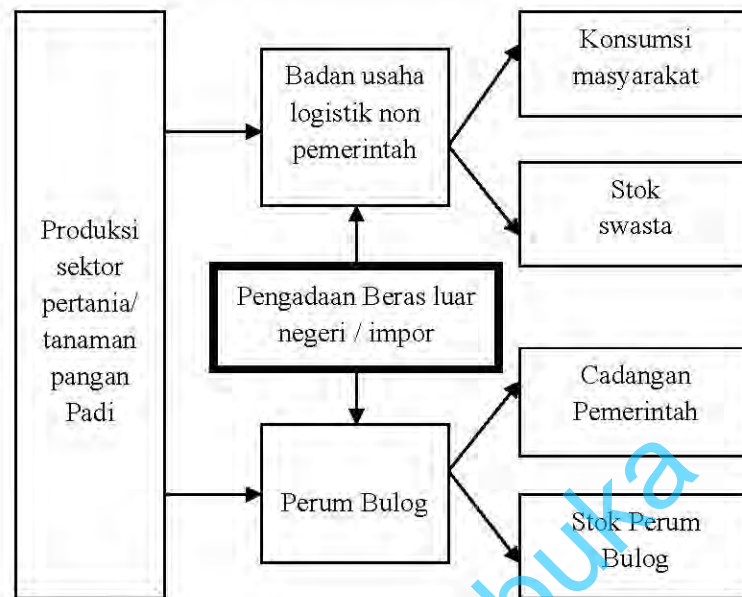 Produksi
sektor
pertania/
tanaman
pangan
Padi
Badan usaha
logistik non
pemerintah
Pengadaan Beras luar
negeri / impor
Perum Bulog
Konsumsi
masyarakat
Stok
swasta
Cadangan
Pemerintah
Stok Perum
Bulog
buka